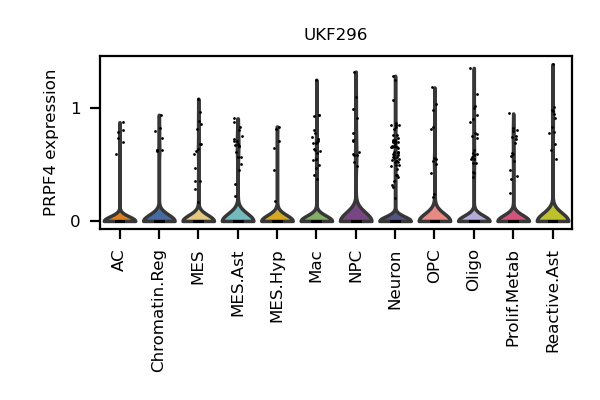 UKF296
PRPF4 expression
1
0
AC
Chromatin.Reg
MES
MES.Ast
MES.Hyp
Mac
NPC
Neuron
OPC
Oligo
Prolif.Metab
Reactive.Ast